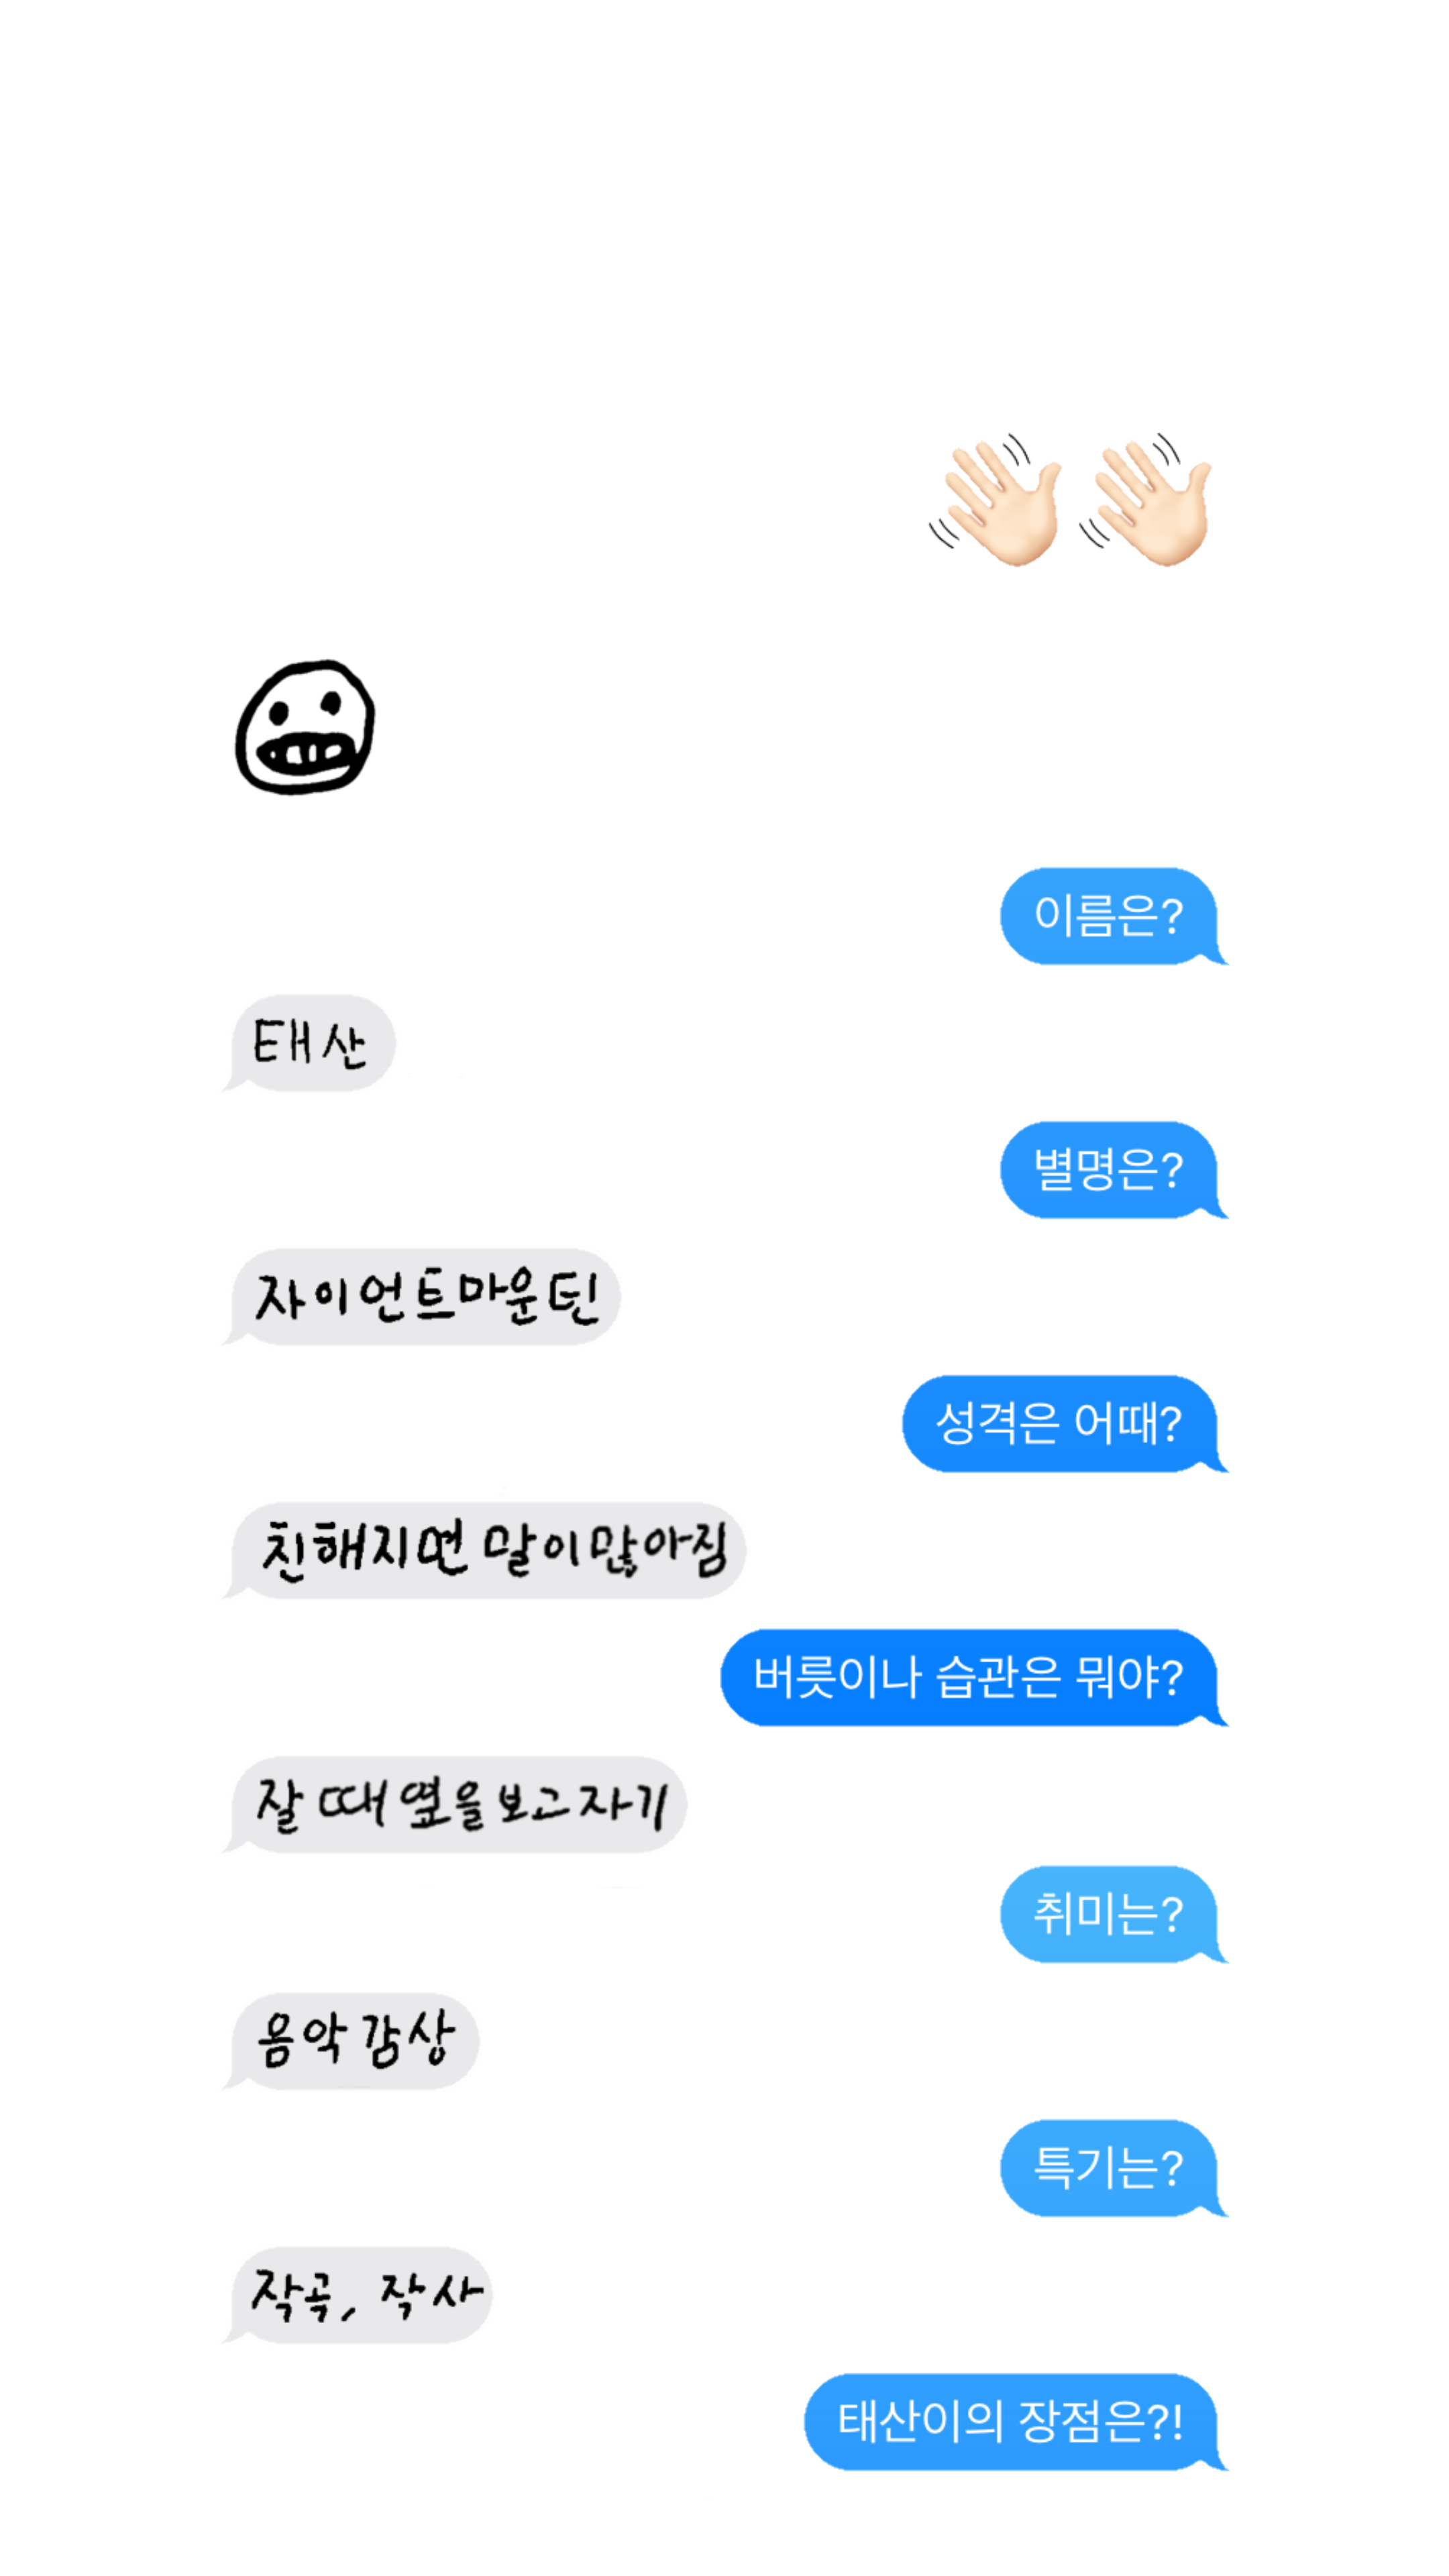 이름은?
태산
별명은?
자이언트마운틴
성격은 어때?
친해지면 말이많아짐
버릇이나 습관은 뭐야?
잘 때 옆을보고자기
취미는?
음악감상
특기는?
작곡, 작사
태산이의 장점은?!